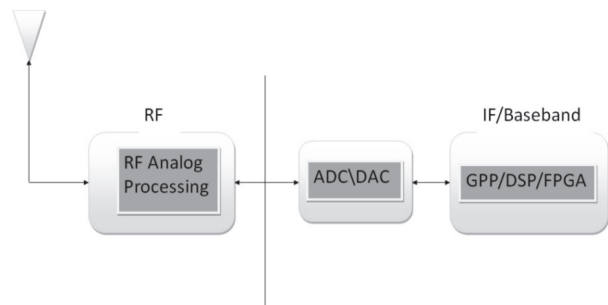 RF
IF/Baseband
RF Analog
Processing
ADC\DAC
GPP/DSP/FPGA